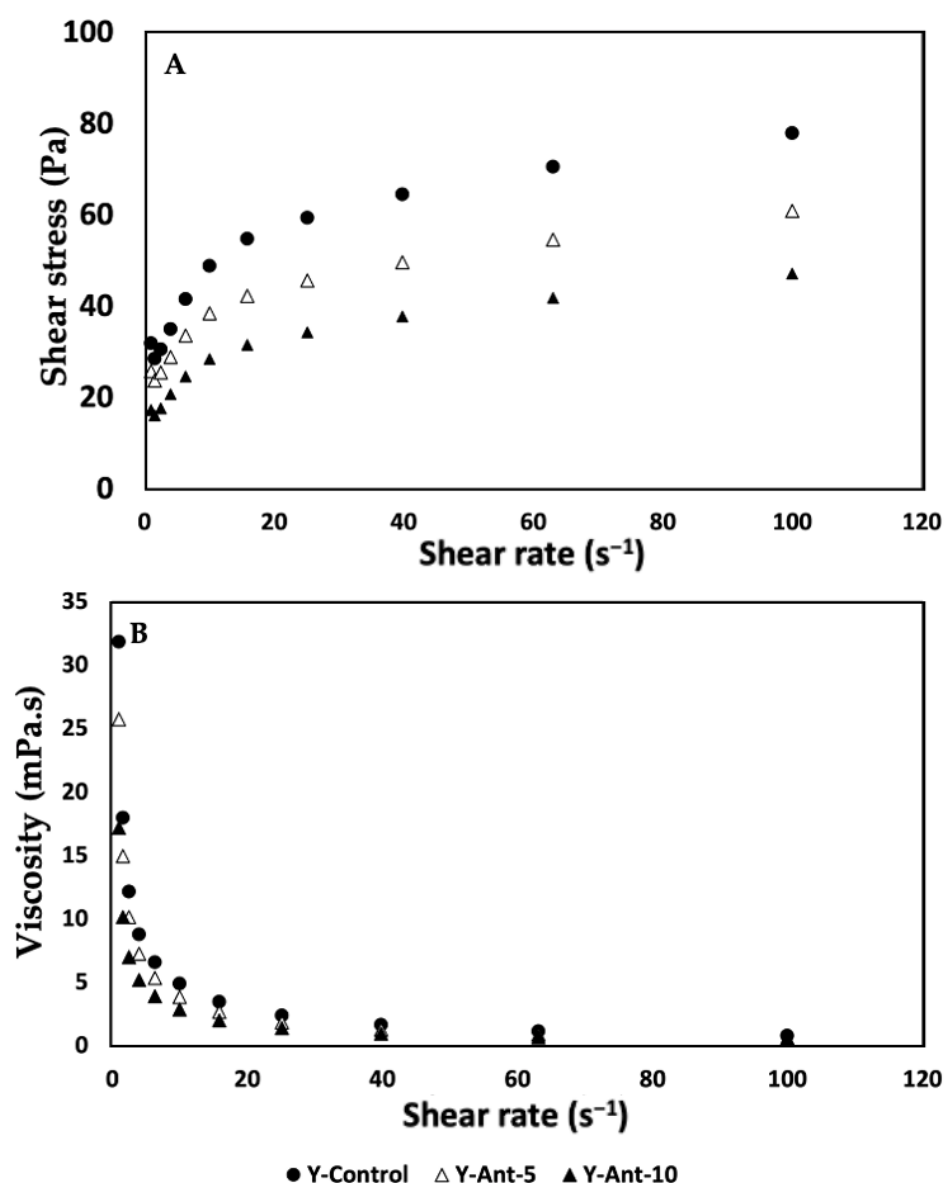 100
A
80
60
40
20
0
Shear stress (Pa)
0 20 40 60 80 100 120
Shear rate (s⁻¹)
35
B
30
25
20
15
10
5
0
Viscosity (mPa.s)
0 20 40 60 80 100 120
Shear rate (s⁻¹)
Y-Control Y-Ant-5 Y-Ant-10